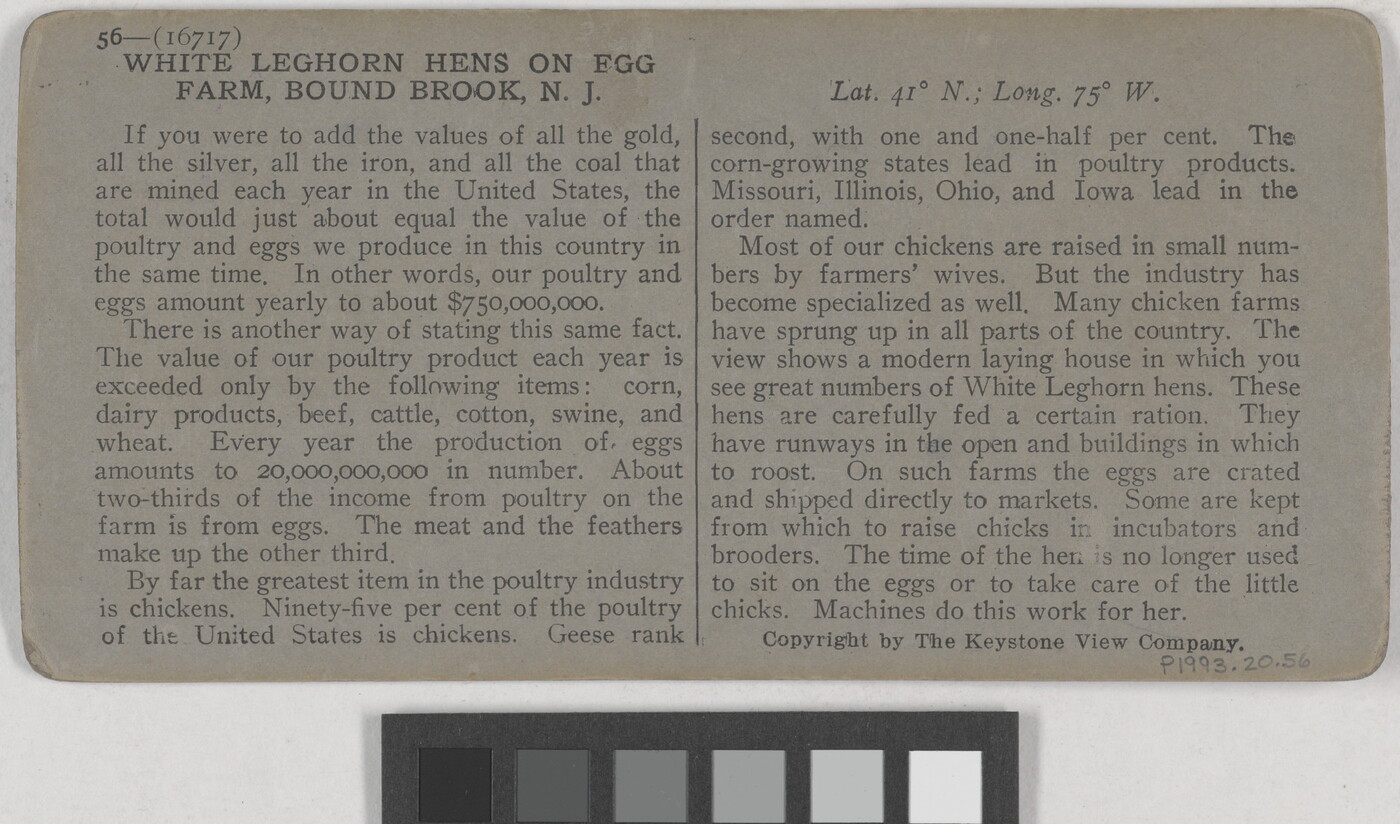 56—(16717)
WHITE LEGHORN HENS ON EGG
FARM, BOUND BROOK, N. J.
Lat. 41° N.; Long. 75° W.
If you were to add the values of all the gold,
all the silver, all the iron, and all the coal that
are mined each year in the United States, the
total would just about equal the value of the
poultry and eggs we produce in this country in
the same time. In other words, our poultry and
eggs amount yearly to about $750,000,000.
There is another way of stating this same fact.
The value of our poultry product each year is
exceeded only by the following items: corn,
dairy products, beef, cattle, cotton, swine, and
wheat. Every year the production of eggs
amounts to 20,000,000,000 in number. About
two-thirds of the income from poultry on the
farm is from eggs. The meat and the feathers
make up the other third.
By far the greatest item in the poultry industry
is chickens. Ninety-five per cent of the poultry
of the United States is chickens. Geese rank
second, with one and one-half per cent. The
corn-growing states lead in poultry products.
Missouri, Illinois, Ohio, and Iowa lead in the
order named.
Most of our chickens are raised in small num-
bers by farmers' wives. But the industry has
become specialized as well. Many chicken farms
have sprung up in all parts of the country. The
view shows a modern laying house in which you
see great numbers of White Leghorn hens. These
hens are carefully fed a certain ration. They
have runways in the open and buildings in which
to roost. On such farms the eggs are crated
and shipped directly to markets. Some are kept
from which to raise chicks in incubators and
brooders. The time of the hen is no longer used
to sit on the eggs or to take care of the little
chicks. Machines do this work for her.
Copyright by The Keystone View Company.
P1993.20.56